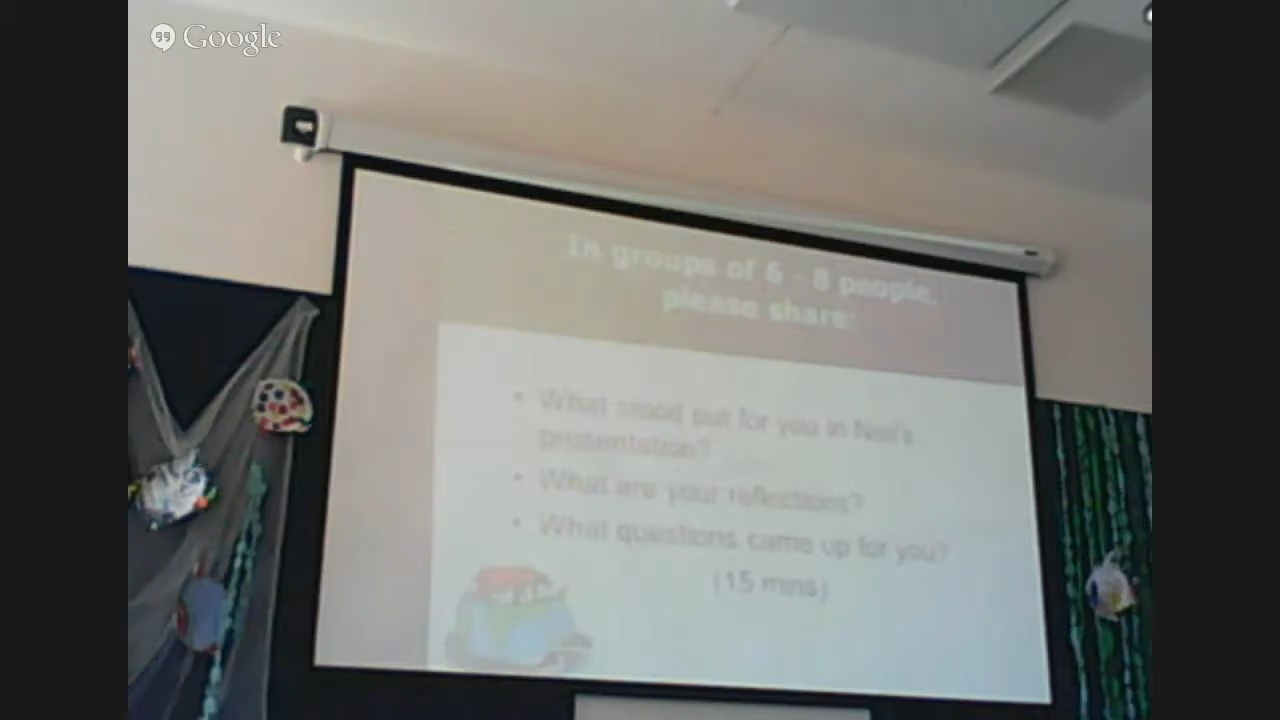 Google
In groups of 6 - 8 people,
please share:
• What stood out for you in Neil's
presentation?
• What are your reflections?
• What questions came up for you?
(15 mins)